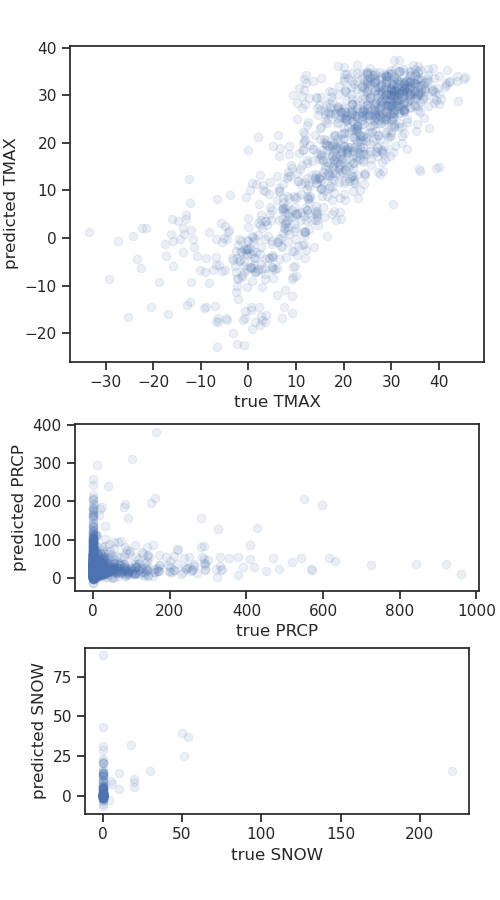 40
30
20
10
0
−10
−20
predicted TMAX
−30 −20 −10 0 10 20 30 40
true TMAX
400
300
200
100
0
predicted PRCP
0 200 400 600 800 1000
true PRCP
75
50
25
0
predicted SNOW
0 50 100 150 200
true SNOW